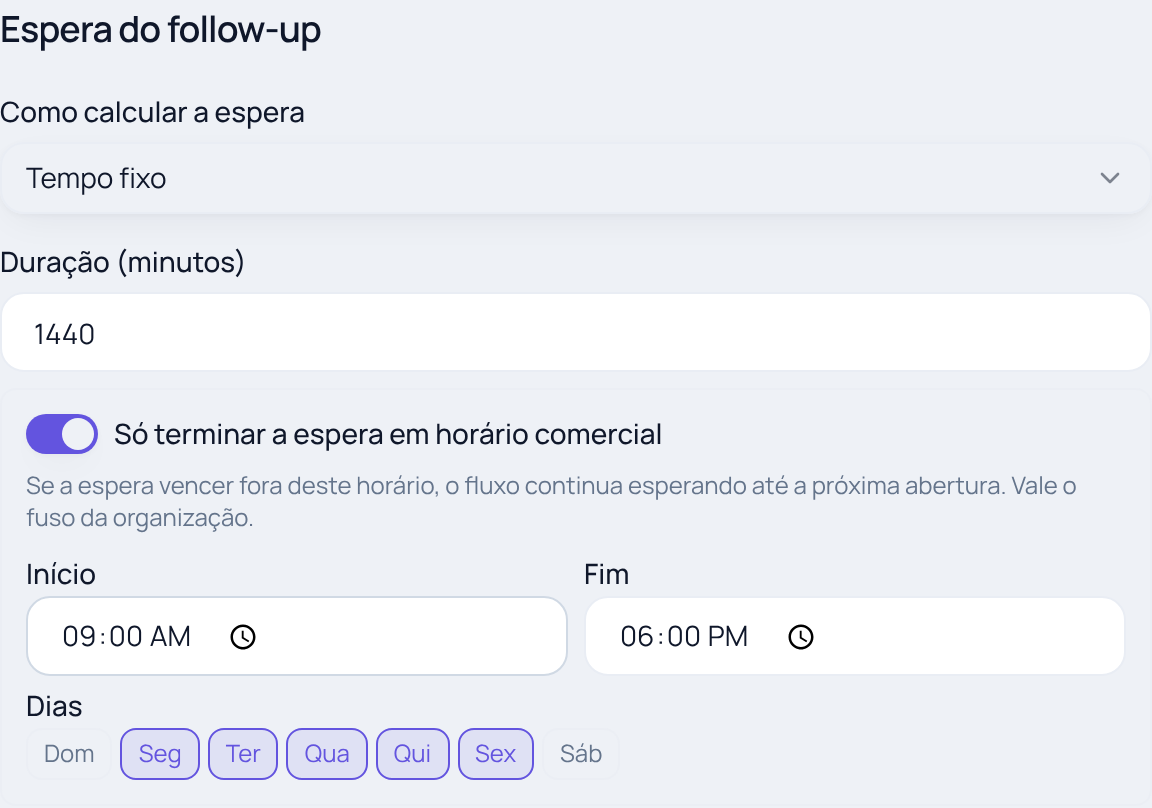 Espera do follow-up
Como calcular a espera
Tempo fixo
Duração (minutos)
1440
Só terminar a espera em horário comercial
Se a espera vencer fora deste horário, o fluxo continua esperando até a próxima abertura. Vale o
fuso da organização.
Início Fim
09:00 AM 06:00 PM
Dias
Dom Seg Ter Qua Qui Sex Sáb